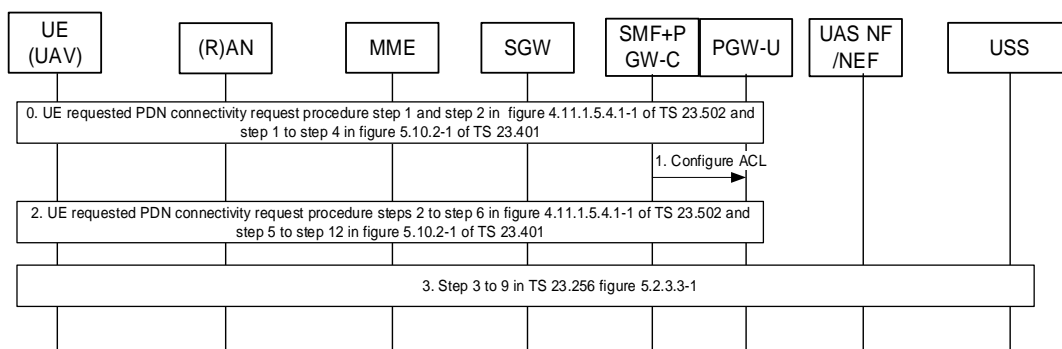 UE
(UAV)
(R)AN
MME
SGW
SMF+P
GW-C
PGW-U
UAS NF
/NEF
USS
0. UE requested PDN connectivity request procedure step 1 and step 2 in figure 4.11.1.5.4.1-1 of TS 23.502 and
step 1 to step 4 in figure 5.10.2-1 of TS 23.401
1. Configure ACL
2. UE requested PDN connectivity request procedure steps 2 to step 6 in figure 4.11.1.5.4.1-1 of TS 23.502 and
step 5 to step 12 in figure 5.10.2-1 of TS 23.401
3. Step 3 to 9 in TS 23.256 figure 5.2.3.3-1